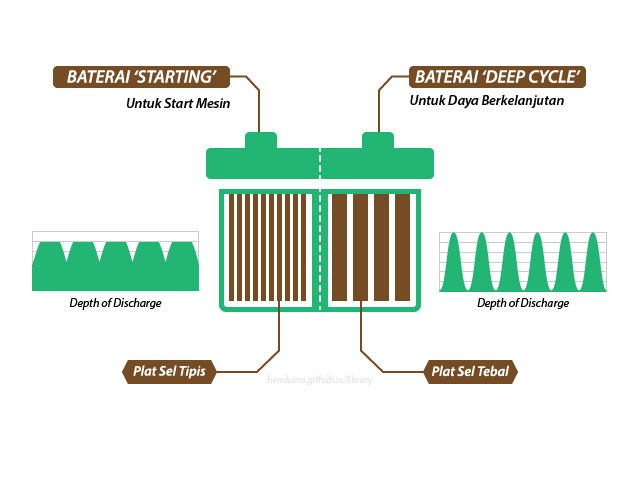 BATERAI ‘STARTING’
Untuk Start Mesin
BATERAI ‘DEEP CYCLE’
Untuk Daya Berkelanjutan
Depth of Discharge
Depth of Discharge
Plat Sel Tipis
Plat Sel Tebal
henduino.github.io/library